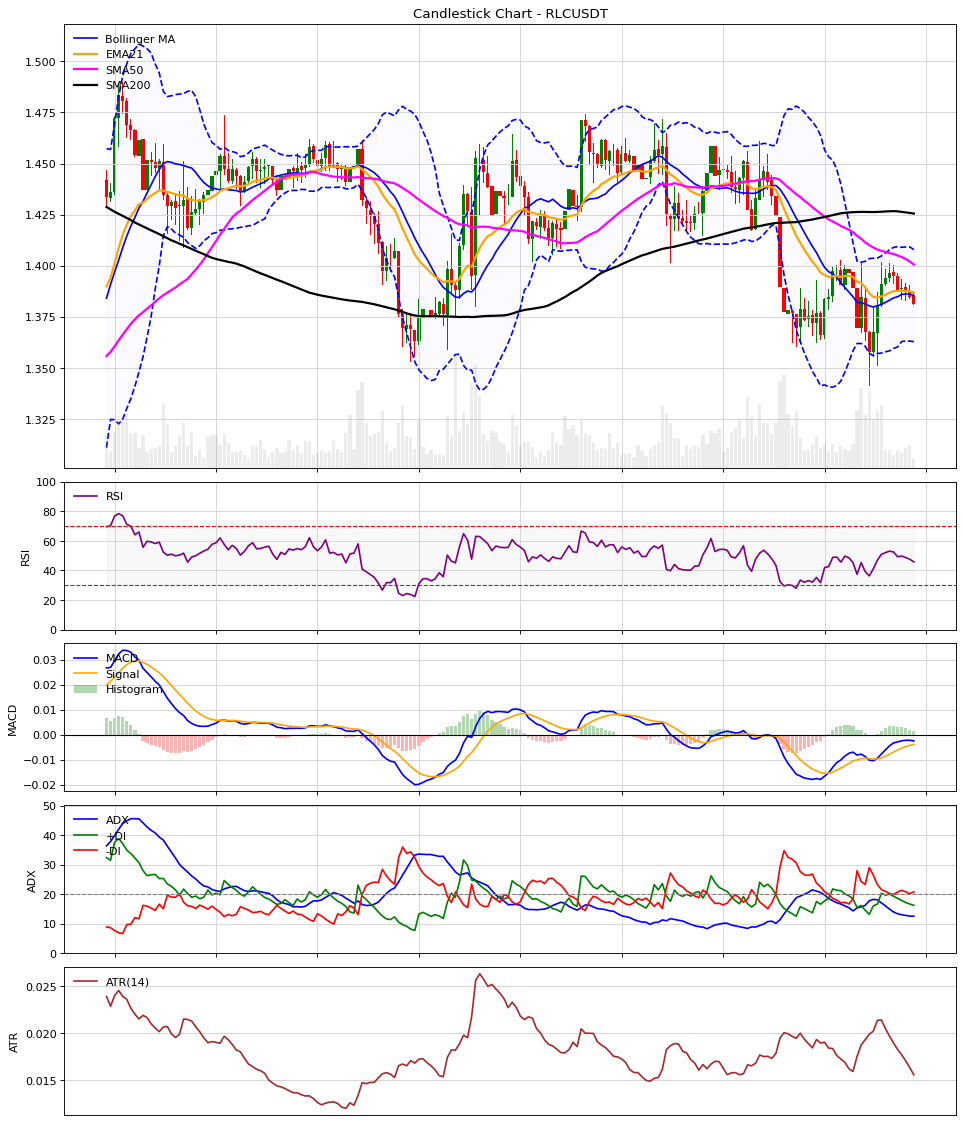 Candlestick Chart - RLCUSDT
Bollinger MA
EMA21
SMA50
SMA200
1.500
1.475
1.450
1.425
1.400
1.375
1.350
1.325
RSI
100
80
60
40
20
0
RSI
MACD
Signal
Histogram
0.03
0.02
0.01
0.00
−0.01
−0.02
MACD
ADX
+DI
-DI
50
40
30
20
10
0
ADX
ATR(14)
0.025
0.020
0.015
ATR